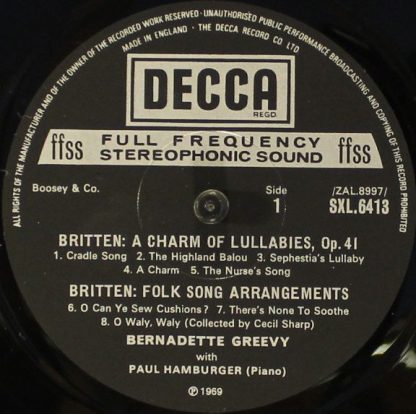 ALL RIGHTS OF THE MANUFACTURER AND OF THE OWNER OF THE RECORDED WORK RESERVED · UNAUTHORISED PUBLIC PERFORMANCE BROADCASTING AND COPYING OF THIS RECORD PROHIBITED
MADE IN ENGLAND · THE DECCA RECORD CO LTD
DECCA
REGD.
ffss FULL FREQUENCY ffss
STEREOPHONIC SOUND
Boosey & Co.
Side
1
/ZAL.8997/
SXL.6413
BRITTEN: A CHARM OF LULLABIES, Op. 41
1. Cradle Song 2. The Highland Balou 3. Sephestia's Lullaby
4. A Charm 5. The Nurse's Song
BRITTEN: FOLK SONG ARRANGEMENTS
6. O Can Ye Sew Cushions? 7. There's None To Soothe
8. O Waly, Waly (Collected by Cecil Sharp)
BERNADETTE GREEVY
with
PAUL HAMBURGER (Piano)
℗ 1969